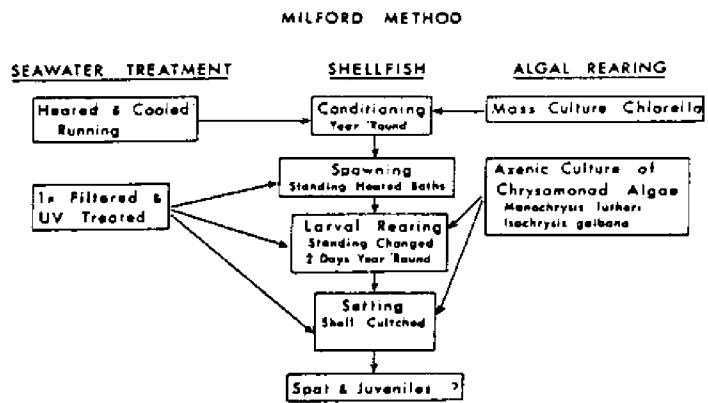 MILFORD METHOD
SEAWATER TREATMENT
SHELLFISH
ALGAL REARING
Heated & Cooled
Running
Conditioning
Year 'Round
Mass Culture Chlorella
Spawning
Standing Heated Baths
1x Filtered &
UV Treated
Larval Rearing
Standing Changed
2 Days Year 'Round
Axenic Culture of
Chrysomonad Algae
Monochrysis lutheri
Isochrysis galbana
Setting
Shell Cultched
Spat & Juveniles ?